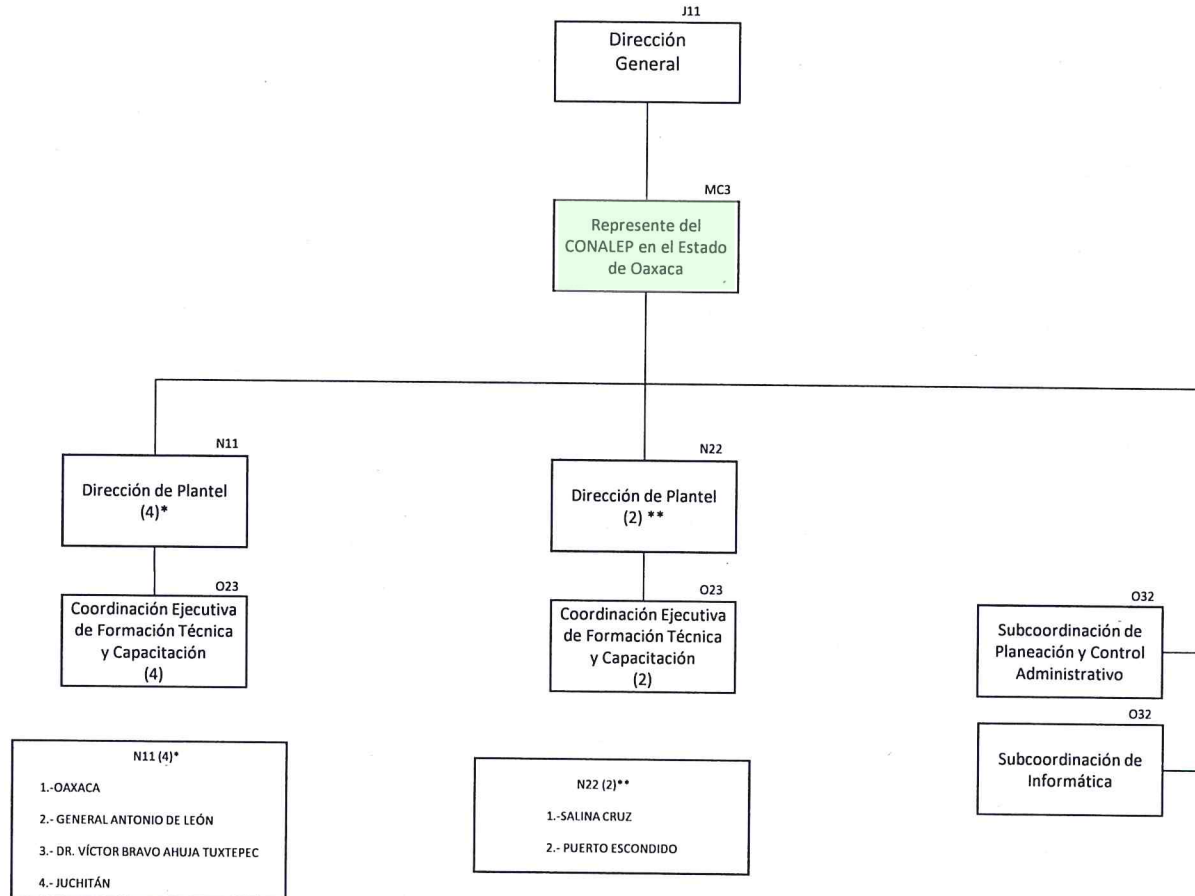 J11
Dirección
General
MC3
Represente del
CONALEP en el Estado
de Oaxaca
N11
Dirección de Plantel
(4)*
N22
Dirección de Plantel
(2) **
O23
Coordinación Ejecutiva
de Formación Técnica
y Capacitación
(4)
O23
Coordinación Ejecutiva
de Formación Técnica
y Capacitación
(2)
O32
Subcoordinación de
Planeación y Control
Administrativo
O32
Subcoordinación de
Informática
N11 (4)*
1.-OAXACA
2.- GENERAL ANTONIO DE LEÓN
3.- DR. VÍCTOR BRAVO AHUJA TUXTEPEC
4.- JUCHITÁN
N22 (2)**
1.-SALINA CRUZ
2.- PUERTO ESCONDIDO